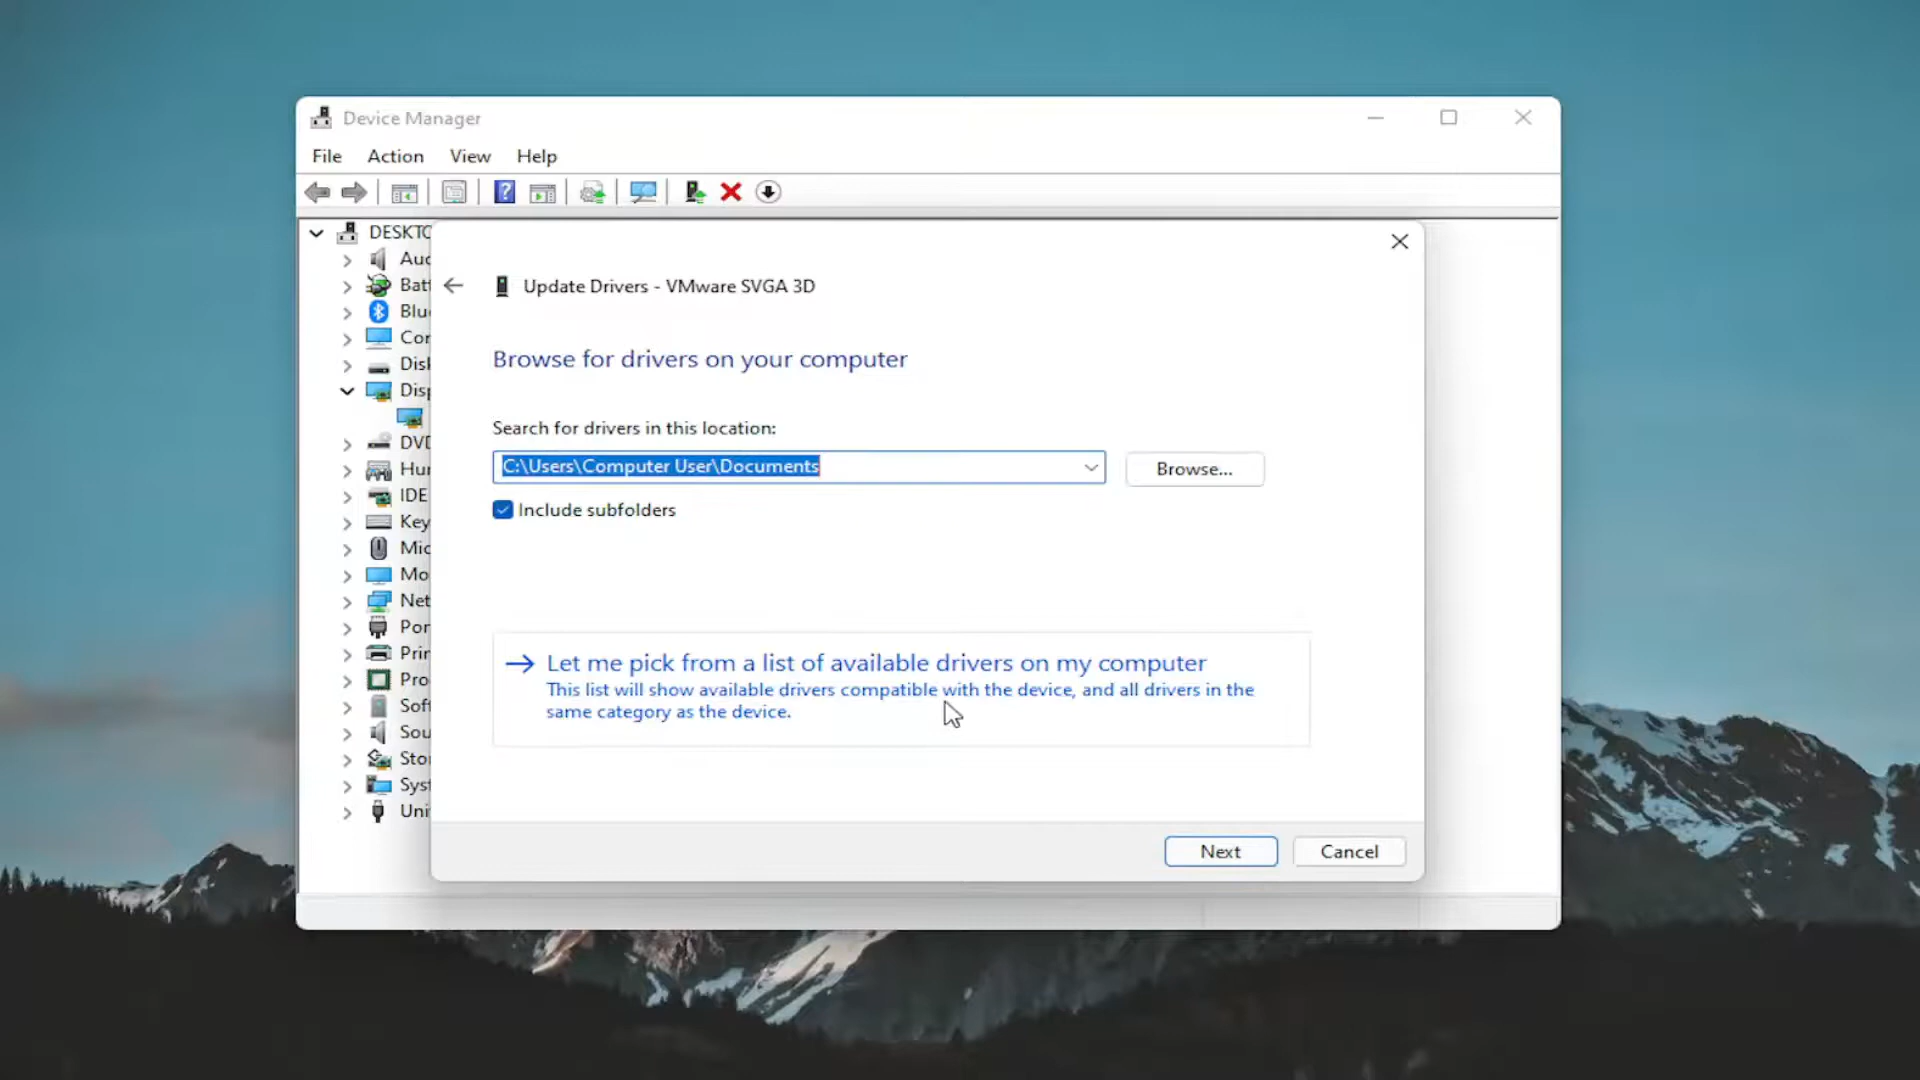 Device Manager
File Action View Help
DESKTO
Aud
Batt
Update Drivers - VMware SVGA 3D
Blu
Cor
Browse for drivers on your computer
Disk
Disp
Search for drivers in this location:
DVD
C:\Users\Computer User\Documents
Browse...
Hur
IDE
Include subfolders
Key
Mic
Mo
Net
Por
Prin
Let me pick from a list of available drivers on my computer
This list will show available drivers compatible with the device, and all drivers in the
same category as the device.
Pro
Soft
Sou
Stor
Syst
Uni
Next
Cancel